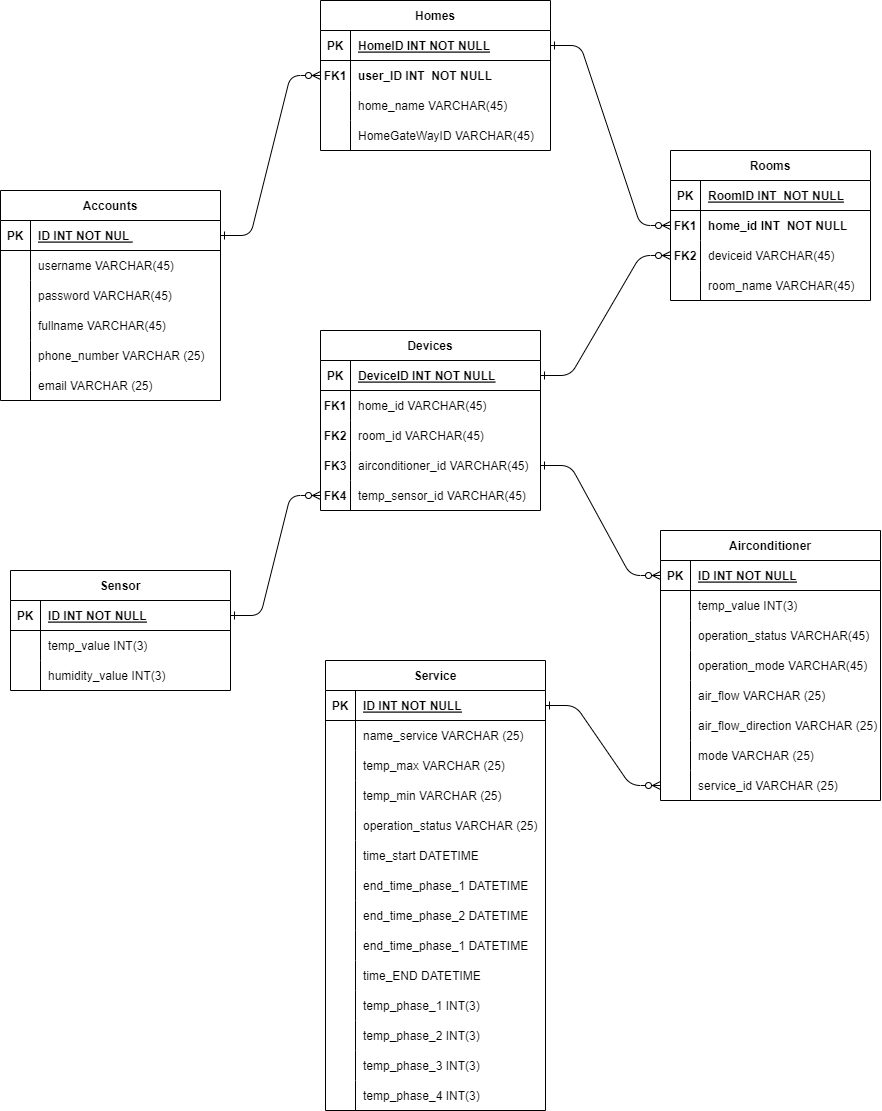 Homes
PK HomeID INT NOT NULL
FK1 user_ID INT  NOT NULL
home_name VARCHAR(45)
HomeGateWayID VARCHAR(45)
Rooms
PK RoomID INT  NOT NULL
FK1 home_id INT  NOT NULL
FK2 deviceid VARCHAR(45)
room_name VARCHAR(45)
Accounts
PK ID INT NOT NUL
username VARCHAR(45)
password VARCHAR(45)
fullname VARCHAR(45)
phone_number VARCHAR (25)
email VARCHAR (25)
Devices
PK DeviceID INT NOT NULL
FK1 home_id VARCHAR(45)
FK2 room_id VARCHAR(45)
FK3 airconditioner_id VARCHAR(45)
FK4 temp_sensor_id VARCHAR(45)
Airconditioner
PK ID INT NOT NULL
temp_value INT(3)
operation_status VARCHAR(45)
operation_mode VARCHAR(45)
air_flow VARCHAR (25)
air_flow_direction VARCHAR (25)
mode VARCHAR (25)
service_id VARCHAR (25)
Sensor
PK ID INT NOT NULL
temp_value INT(3)
humidity_value INT(3)
Service
PK ID INT NOT NULL
name_service VARCHAR (25)
temp_max VARCHAR (25)
temp_min VARCHAR (25)
operation_status VARCHAR (25)
time_start DATETIME
end_time_phase_1 DATETIME
end_time_phase_2 DATETIME
end_time_phase_1 DATETIME
time_END DATETIME
temp_phase_1 INT(3)
temp_phase_2 INT(3)
temp_phase_3 INT(3)
temp_phase_4 INT(3)